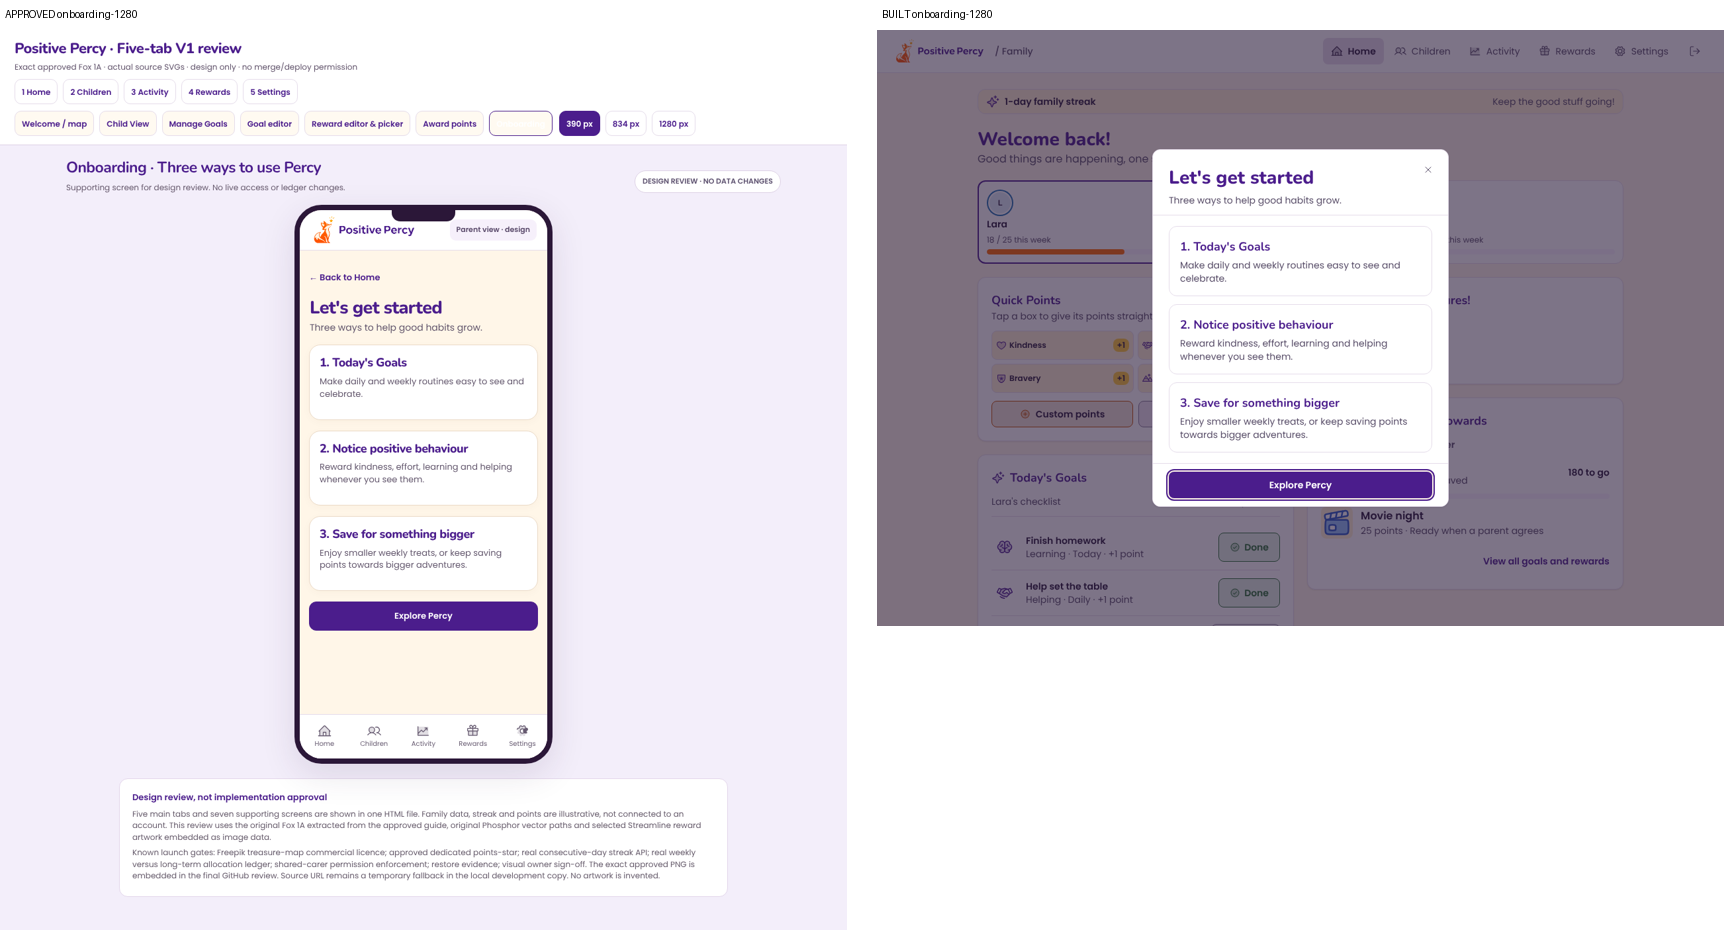 APPROVED onboarding-1280
Positive Percy · Five-tab V1 review
Exact approved Fox 1A · actual source SVGs · design only · no merge/deploy permission
1 Home
2 Children
3 Activity
4 Rewards
5 Settings
Welcome / map
Child View
Manage Goals
Goal editor
Reward editor & picker
Award points
390 px
834 px
1280 px
Onboarding · Three ways to use Percy
Supporting screen for design review. No live access or ledger changes.
DESIGN REVIEW · NO DATA CHANGES
Positive Percy
Parent view · design
← Back to Home
Let's get started
Three ways to help good habits grow.
1. Today's Goals
Make daily and weekly routines easy to see and
celebrate.
2. Notice positive behaviour
Reward kindness, effort, learning and helping
whenever you see them.
3. Save for something bigger
Enjoy smaller weekly treats, or keep saving
points towards bigger adventures.
Explore Percy
Home
Children
Activity
Rewards
Settings
Design review, not implementation approval
Five main tabs and seven supporting screens are shown in one HTML file. Family data, streak and points are illustrative, not connected to an
account. This review uses the original Fox 1A extracted from the approved guide, original Phosphor vector paths and selected Streamline reward
artwork embedded as image data.
Known launch gates: Freepik treasure-map commercial licence; approved dedicated points-star; real consecutive-day streak API; real weekly
versus long-term allocation ledger; shared-carer permission enforcement; restore evidence; visual owner sign-off. The exact approved PNG is
embedded in the final GitHub review. Source URL remains a temporary fallback in the local development copy. No artwork is invented.
BUILT onboarding-1280
Positive Percy / Family
Home
Children
Activity
Rewards
Settings
1-day family streak
Keep the good stuff going!
Welcome back!
Good things are happening, one
L
Lara
18 / 25 this week
this week
Quick Points
Tap a box to give its points straight
Kindness +1
Bravery +1
Custom points
Today's Goals
Lara's checklist
Finish homework
Learning · Today · +1 point
Done
Help set the table
Helping · Daily · +1 point
Done
Let's get started
Three ways to help good habits grow.
1. Today's Goals
Make daily and weekly routines easy to see and
celebrate.
2. Notice positive behaviour
Reward kindness, effort, learning and helping
whenever you see them.
3. Save for something bigger
Enjoy smaller weekly treats, or keep saving points
towards bigger adventures.
Explore Percy
180 to go
Movie night
25 points · Ready when a parent agrees
View all goals and rewards